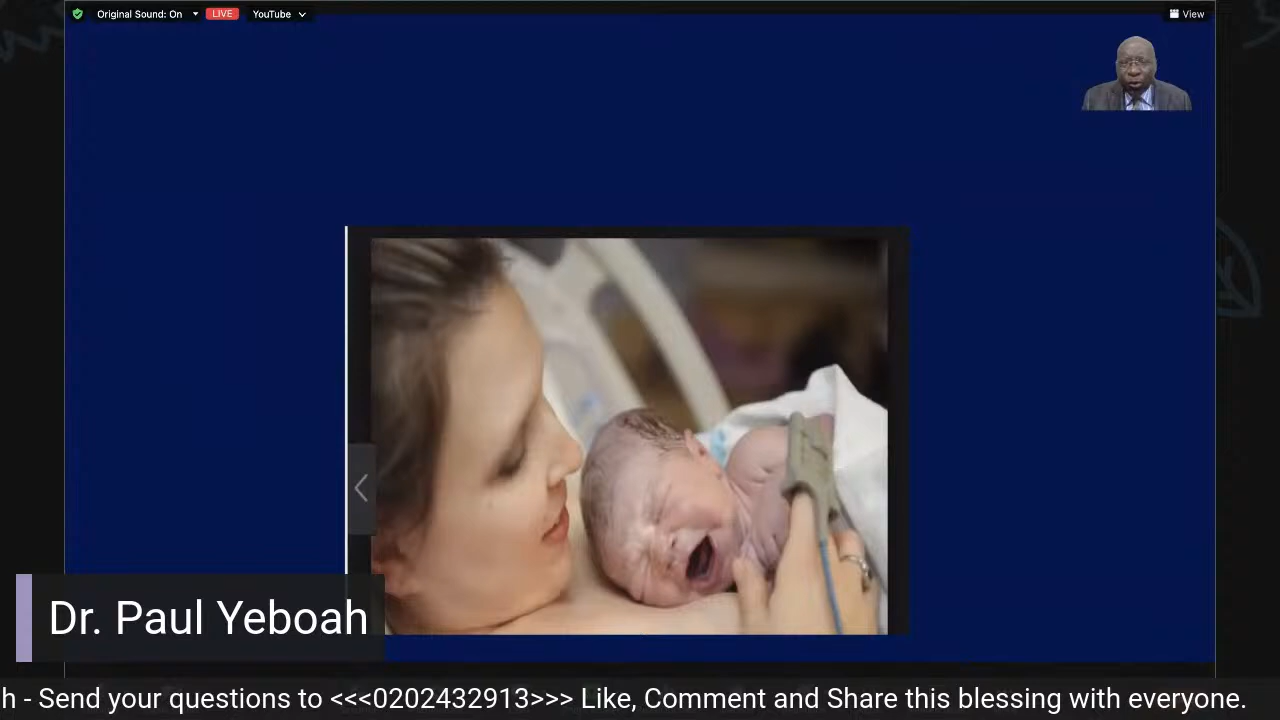 Original Sound: On LIVE YouTube View
Dr. Paul Yeboah
h - Send your questions to <<<0202432913>>> Like, Comment and Share this blessing with everyone.